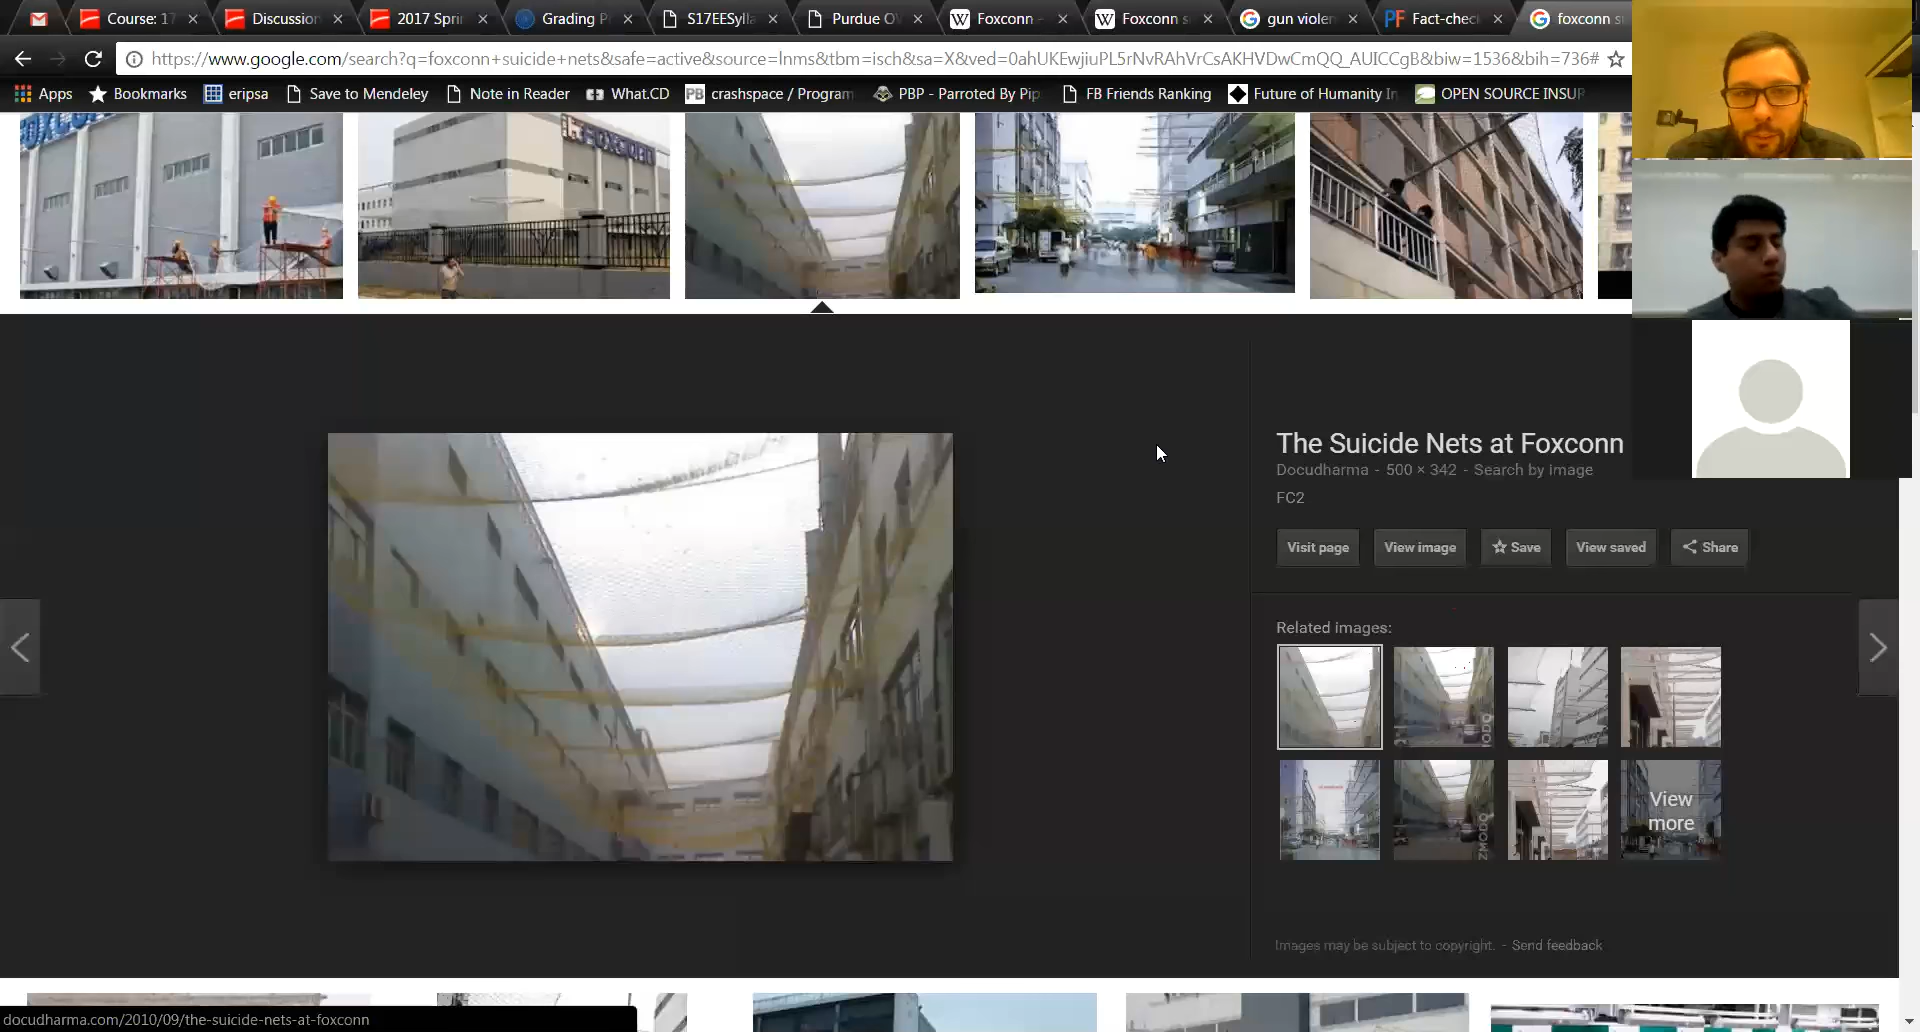 Course: 17
Discussion
2017 Spri
Grading P
S17EESylla
Purdue OW
Foxconn -
Foxconn s
gun violen
Fact-chec
foxconn su
https://www.google.com/search?q=foxconn+suicide+nets&safe=active&source=lnms&tbm=isch&sa=X&ved=0ahUKEwjiuPL5rNvRAhVrCsAKHVDwCmQQ_AUICCgB&biw=1536&bih=736#
Apps
Bookmarks
eripsa
Save to Mendeley
Note in Reader
What.CD
PB crashspace / Program
PBP - Parroted By Pip
FB Friends Ranking
Future of Humanity In
OPEN SOURCE INSUR
FOXCONN
The Suicide Nets at Foxconn
Docudharma - 500 × 342 - Search by image
FC2
Visit page
View image
Save
View saved
Share
Related images:
View
more
Images may be subject to copyright. - Send feedback
docudharma.com/2010/09/the-suicide-nets-at-foxconn